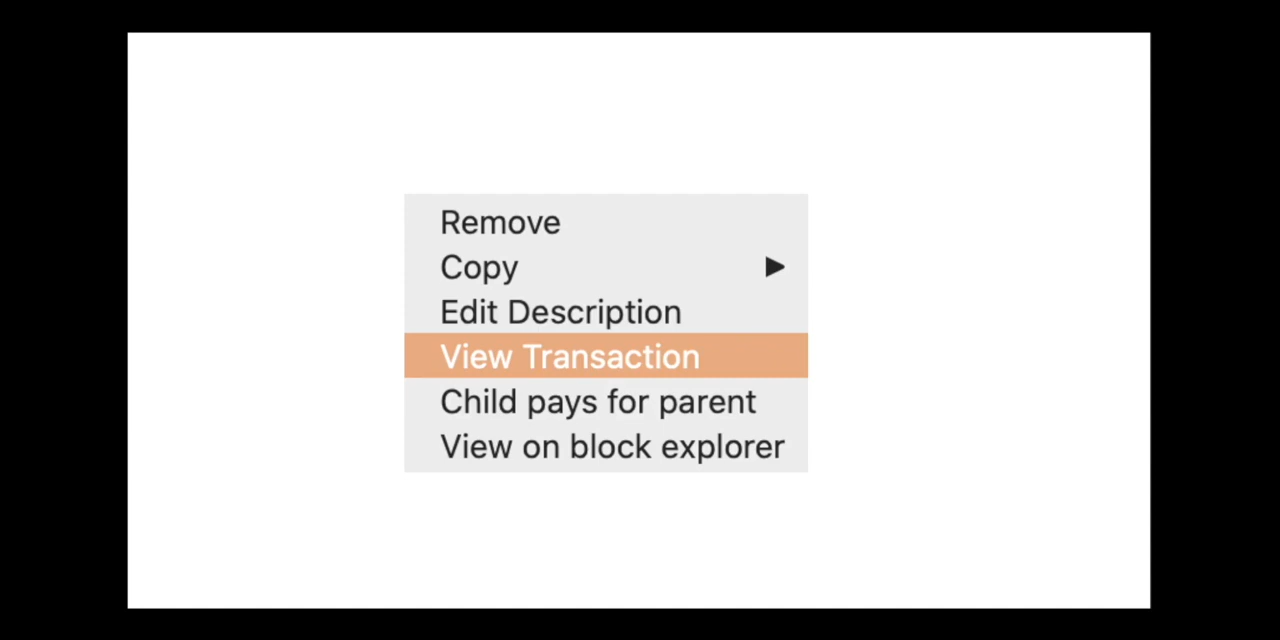 Remove
Copy
Edit Description
View Transaction
Child pays for parent
View on block explorer